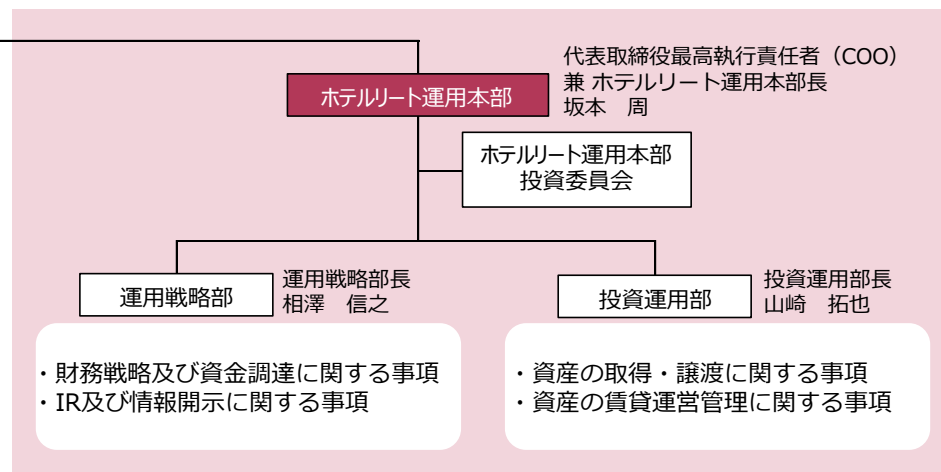 代表取締役最高執行責任者（COO）
兼 ホテルリート運用本部長
坂本　周
ホテルリート運用本部
ホテルリート運用本部
投資委員会
運用戦略部
運用戦略部長
相澤　信之
投資運用部
投資運用部長
山崎　拓也
・財務戦略及び資金調達に関する事項
・IR及び情報開示に関する事項
・資産の取得・譲渡に関する事項
・資産の賃貸運営管理に関する事項